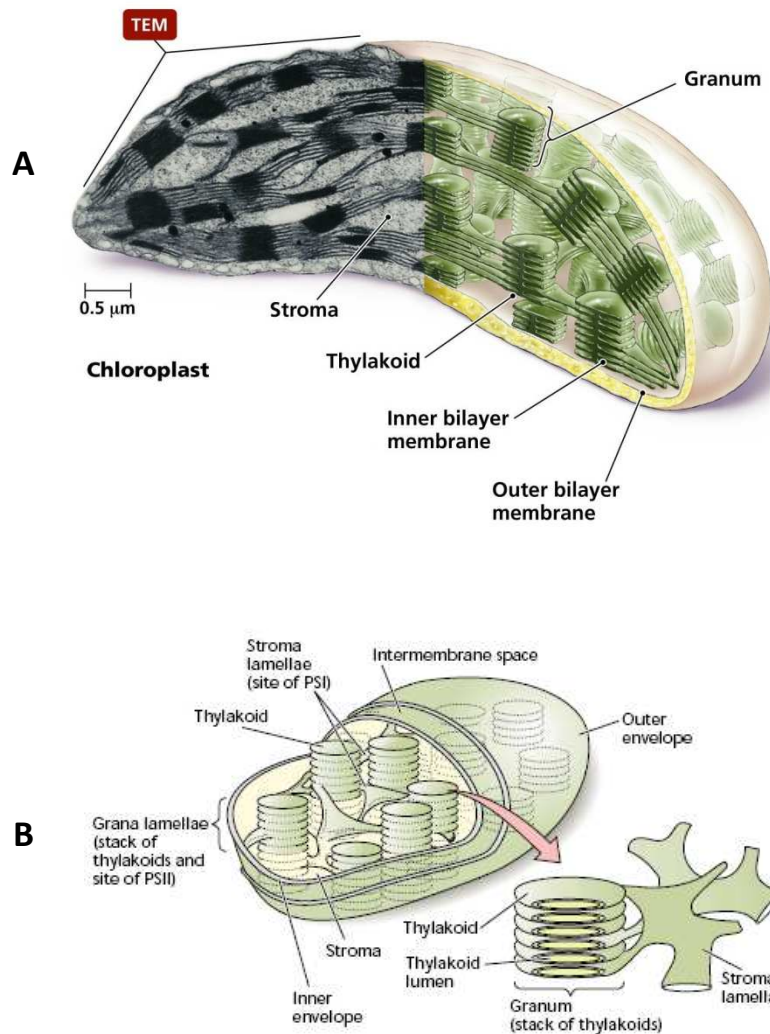 TEM
Granum
A
Stroma
0.5 μm
Thylakoid
Chloroplast
Inner bilayer
membrane
Outer bilayer
membrane
Stroma
lamellae
(site of PSI)
Intermembrane space
Thylakoid
Outer
envelope
B
Grana lamellae
(stack of
thylakoids and
site of PSII)
Stroma
Inner
envelope
Thylakoid
Thylakoid
lumen
Granum
(stack of thylakoids)
Stroma